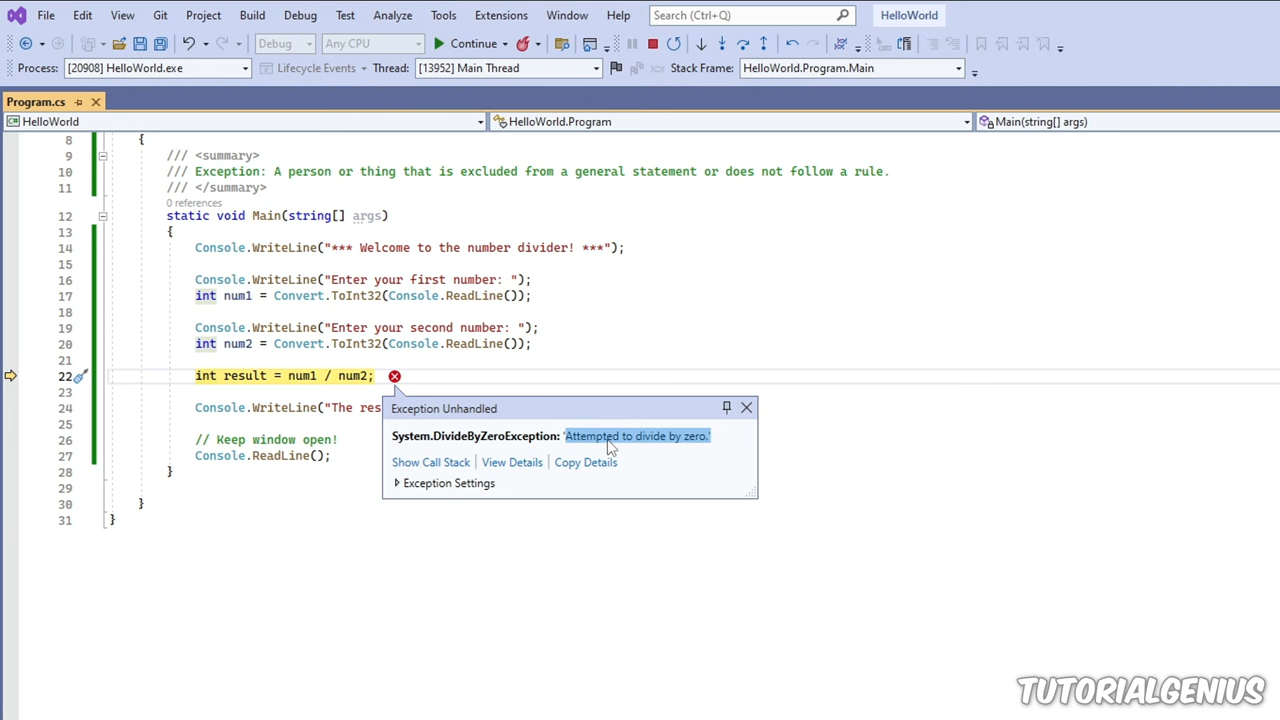 File Edit View Git Project Build Debug Test Analyze Tools Extensions Window Help Search (Ctrl+Q) HelloWorld
Debug Any CPU Continue
Process: [20908] HelloWorld.exe Lifecycle Events Thread: [13952] Main Thread Stack Frame: HelloWorld.Program.Main
Program.cs
HelloWorld HelloWorld.Program Main(string[] args)
8 {
9 /// <summary>
10 /// Exception: A person or thing that is excluded from a general statement or does not follow a rule.
11 /// </summary>
0 references
12 static void Main(string[] args)
13 {
14 Console.WriteLine("*** Welcome to the number divider! ***");
15
16 Console.WriteLine("Enter your first number: ");
17 int num1 = Convert.ToInt32(Console.ReadLine());
18
19 Console.WriteLine("Enter your second number: ");
20 int num2 = Convert.ToInt32(Console.ReadLine());
21
22 int result = num1 / num2;
23
24 Console.WriteLine("The res
25
26 // Keep window open!
27 Console.ReadLine();
28 }
29
30 }
31 }
Exception Unhandled
System.DivideByZeroException: 'Attempted to divide by zero.'
Show Call Stack | View Details | Copy Details
Exception Settings
TUTORIALGENIUS